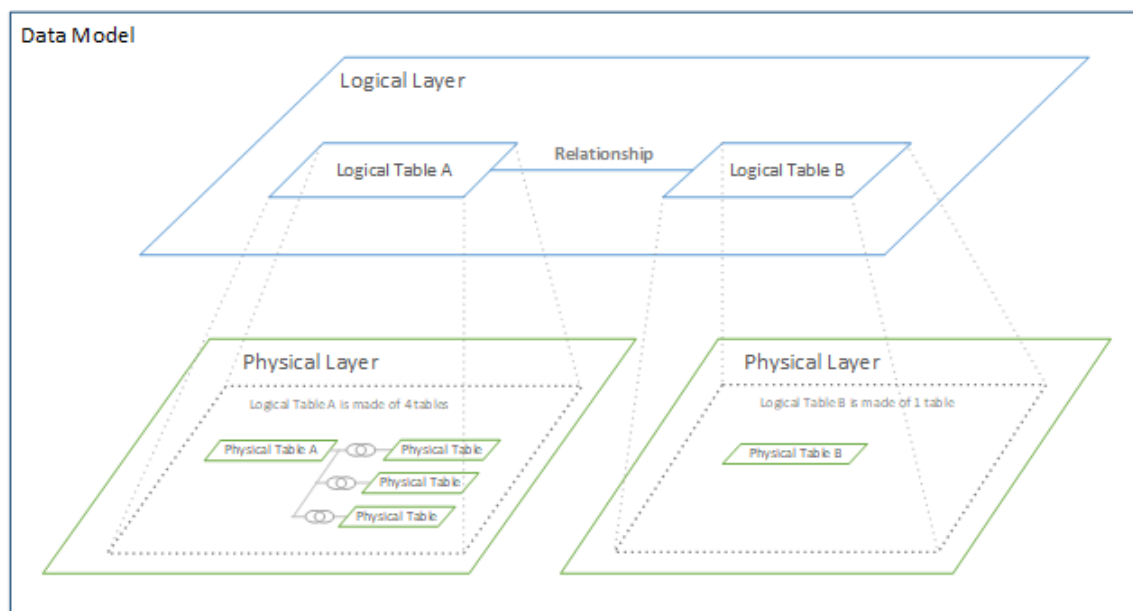 Data Model
Logical Layer
Relationship
Logical Table A
Logical Table B
Physical Layer
Logical Table A is made of 4 tables
Physical Table A
Physical Table
Physical Table
Physical Table
Physical Layer
Logical Table B is made of 1 table
Physical Table B